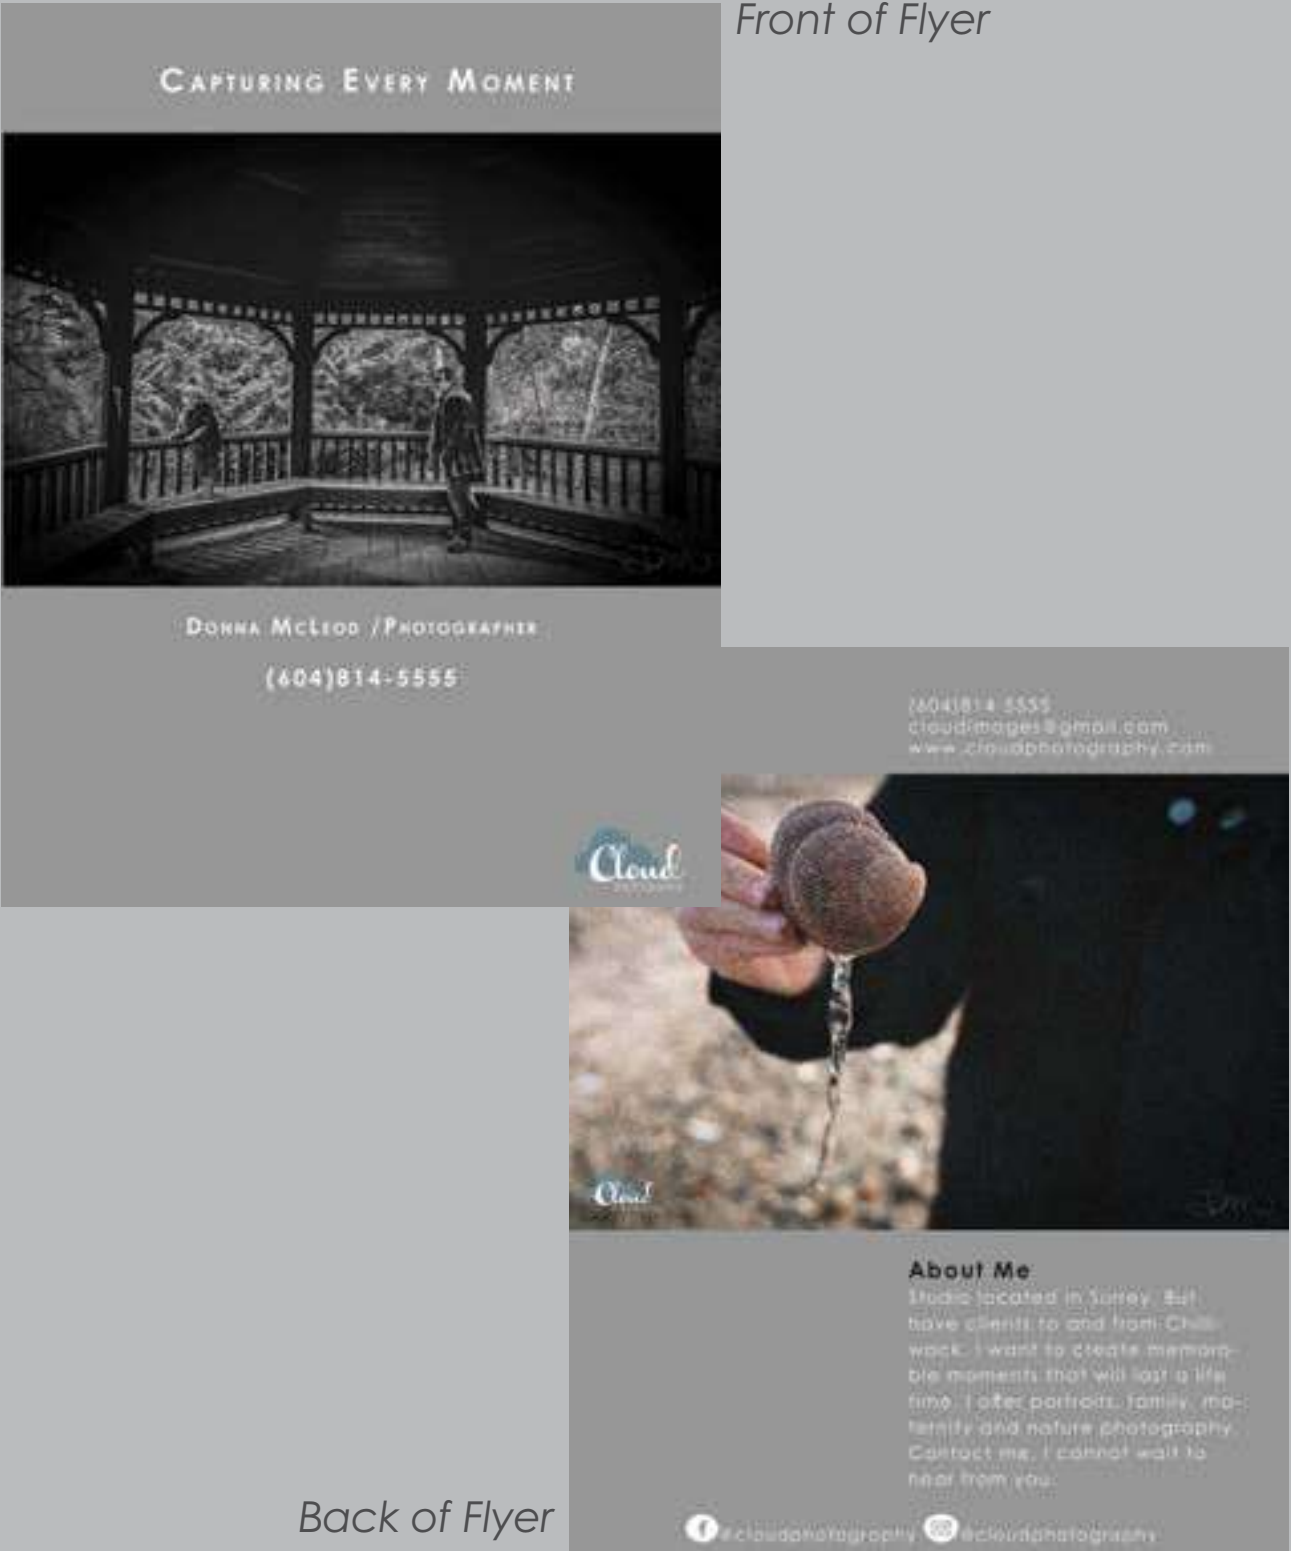 Front of Flyer
Capturing Every Moment
Donna McLeod /Photographer
(604)814-5555
Cloud
(604)814-5555
cloudimages@gmail.com
www.cloudphotography.com
Cloud
About Me
Studio located in Surrey. But
have clients to and from Chilli-
wack. I want to create memora-
ble moments that will last a life
time. I offer portraits, family, ma-
ternity and nature photography.
Contact me, I cannot wait to
hear from you.
Back of Flyer
@cloudphotography @cloudphotography